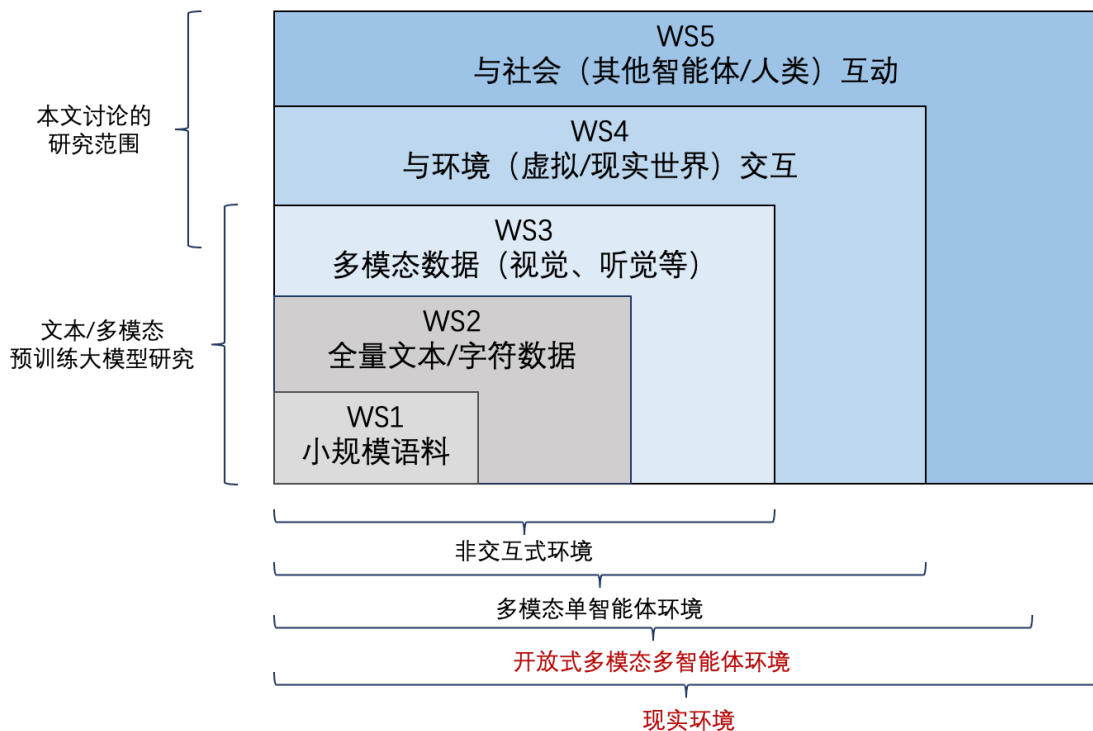 WS5
与社会（其他智能体/人类）互动
本文讨论的
研究范围
WS4
与环境（虚拟/现实世界）交互
WS3
多模态数据（视觉、听觉等）
文本/多模态
预训练大模型研究
WS2
全量文本/字符数据
WS1
小规模语料
非交互式环境
多模态单智能体环境
开放式多模态多智能体环境
现实环境